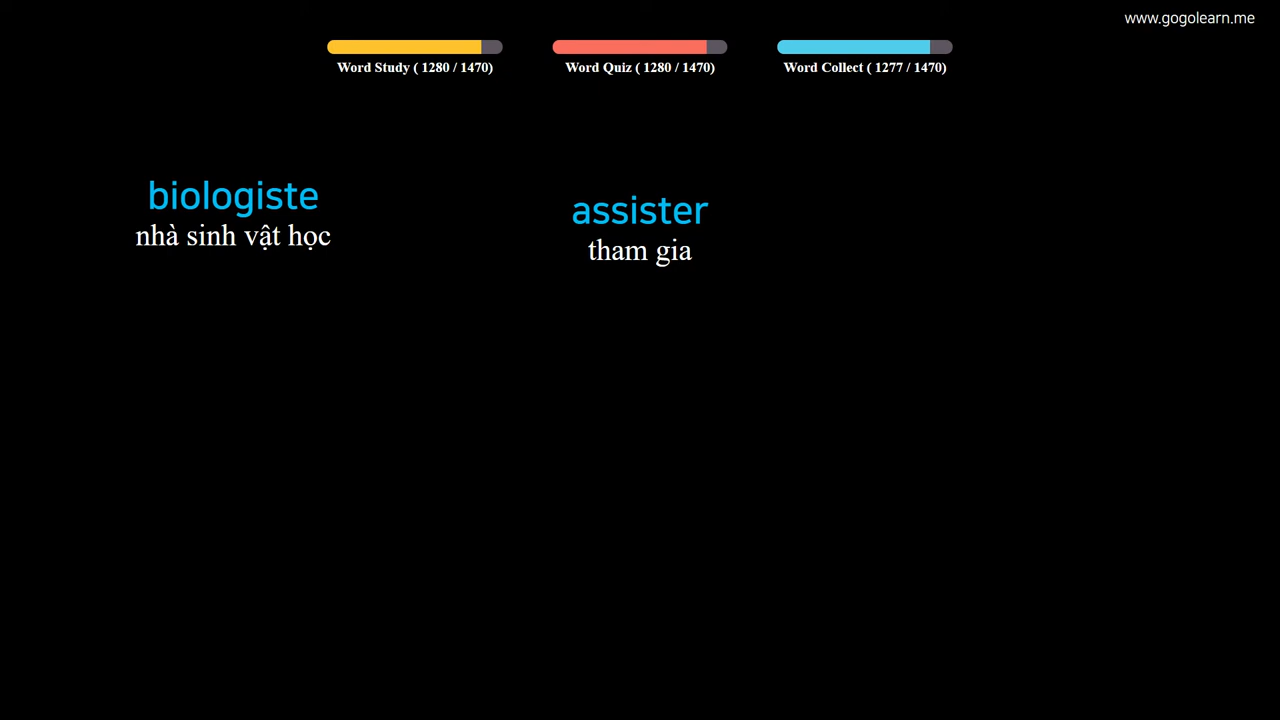 www.gogolearn.me
Word Study ( 1280 / 1470)
Word Quiz ( 1280 / 1470)
Word Collect ( 1277 / 1470)
biologiste
nhà sinh vật học
assister
tham gia